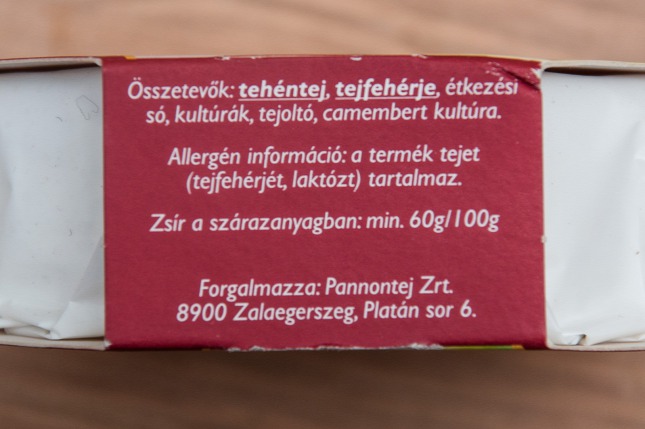 Összetevők: tehéntej, tejfehérje, étkezési
só, kultúrák, tejoltó, camembert kultúra.
Allergén információ: a termék tejet
(tejfehérjét, laktózt) tartalmaz.
Zsír a szárazanyagban: min. 60g/100g
Forgalmazza: Pannontej Zrt.
8900 Zalaegerszeg, Platán sor 6.